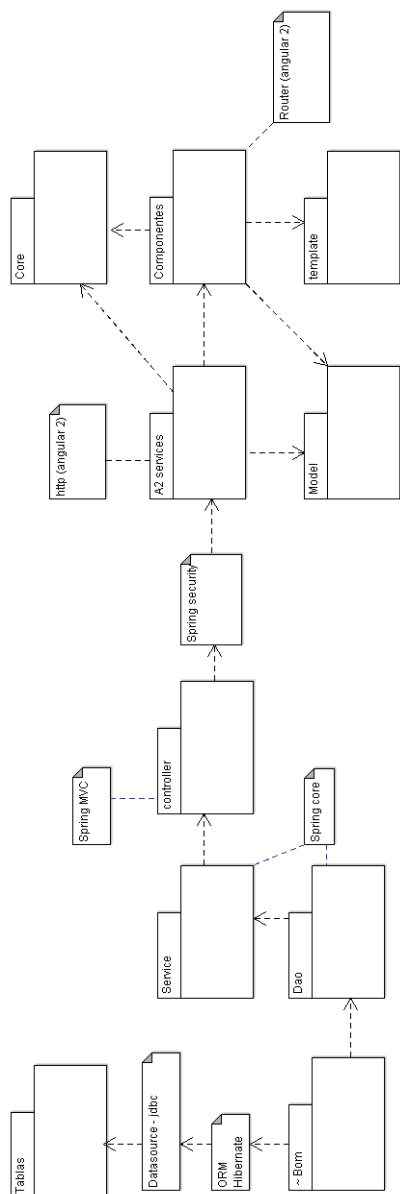 Tablas
Core
http (angular 2)
Spring MVC
Datasource - jdbc
Service
controller
A2 services
Componentes
Spring security
ORM
Hibernate
Router (angular 2)
~ Bom
Dao
Spring core
Model
template